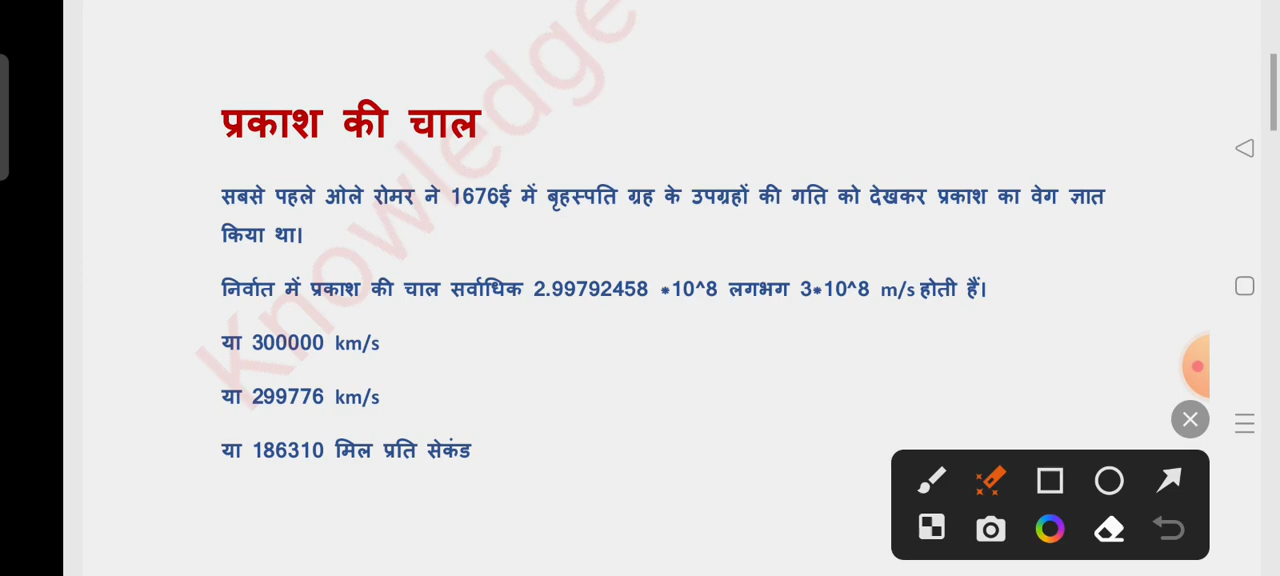 Knowledge
प्रकाश की चाल
सबसे पहले ओले रोमर ने 1676ई में बृहस्पति ग्रह के उपग्रहों की गति को देखकर प्रकाश का वेग ज्ञात
किया था।
निर्वात में प्रकाश की चाल सर्वाधिक 2.99792458 *10^8 लगभग 3*10^8 m/s होती हैं।
या 300000 km/s
या 299776 km/s
या 186310 मिल प्रति सेकंड